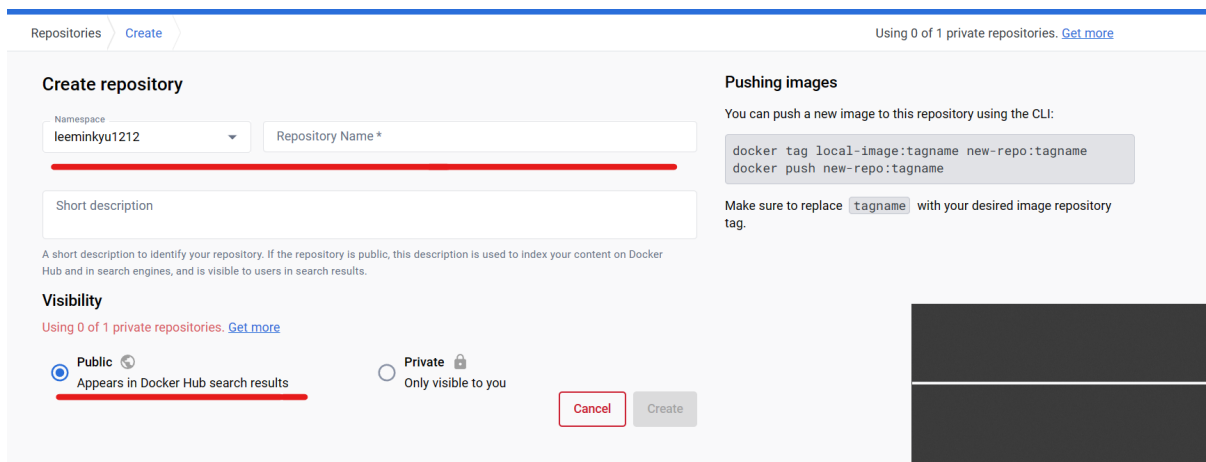 Repositories
Create
Using 0 of 1 private repositories. Get more
Create repository
Namespace
leeminkyu1212
Repository Name *
Short description
A short description to identify your repository. If the repository is public, this description is used to index your content on Docker
Hub and in search engines, and is visible to users in search results.
Visibility
Using 0 of 1 private repositories. Get more
Public
Appears in Docker Hub search results
Private
Only visible to you
Cancel
Create
Pushing images
You can push a new image to this repository using the CLI:
docker tag local-image:tagname new-repo:tagname
docker push new-repo:tagname
Make sure to replace tagname with your desired image repository
tag.